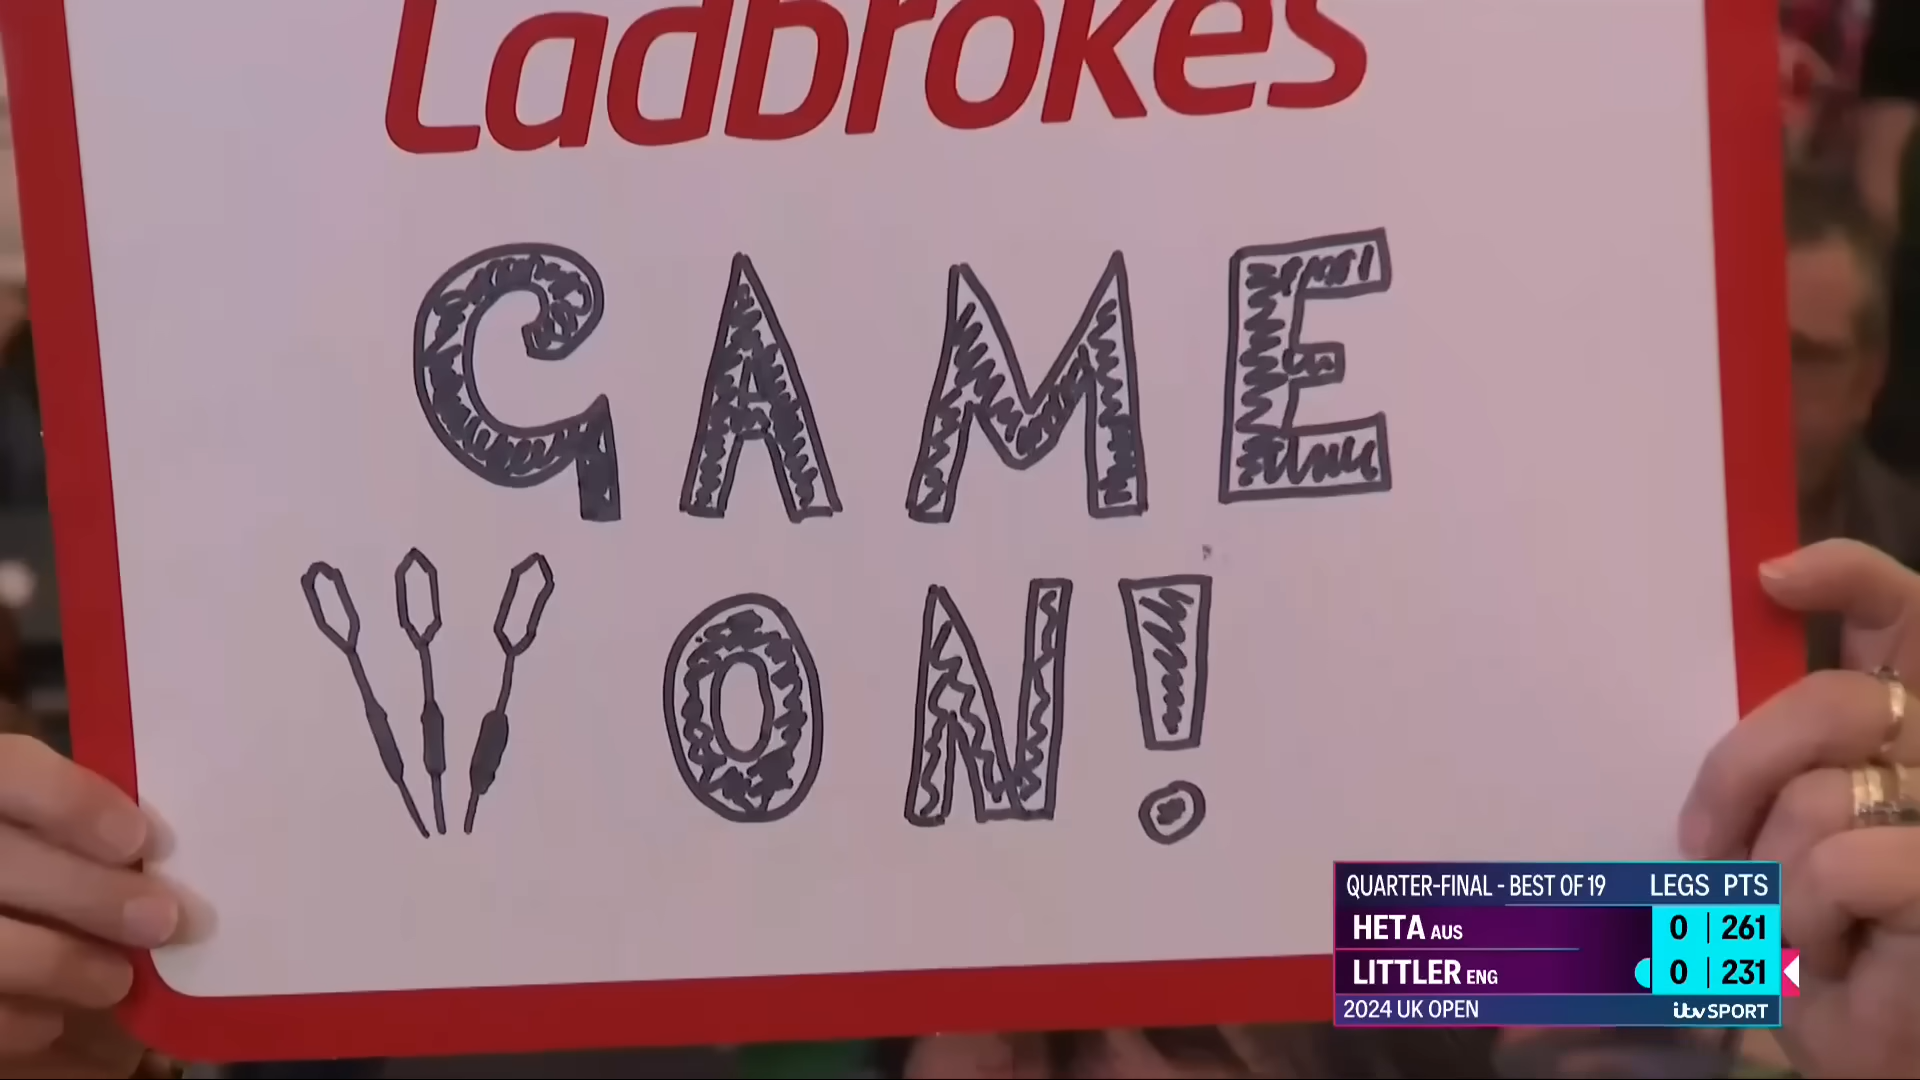 Ladbrokes
GAME
ON!
QUARTER-FINAL - BEST OF 19 LEGS PTS
HETA AUS 0 261
LITTLER ENG 0 231
2024 UK OPEN itv SPORT